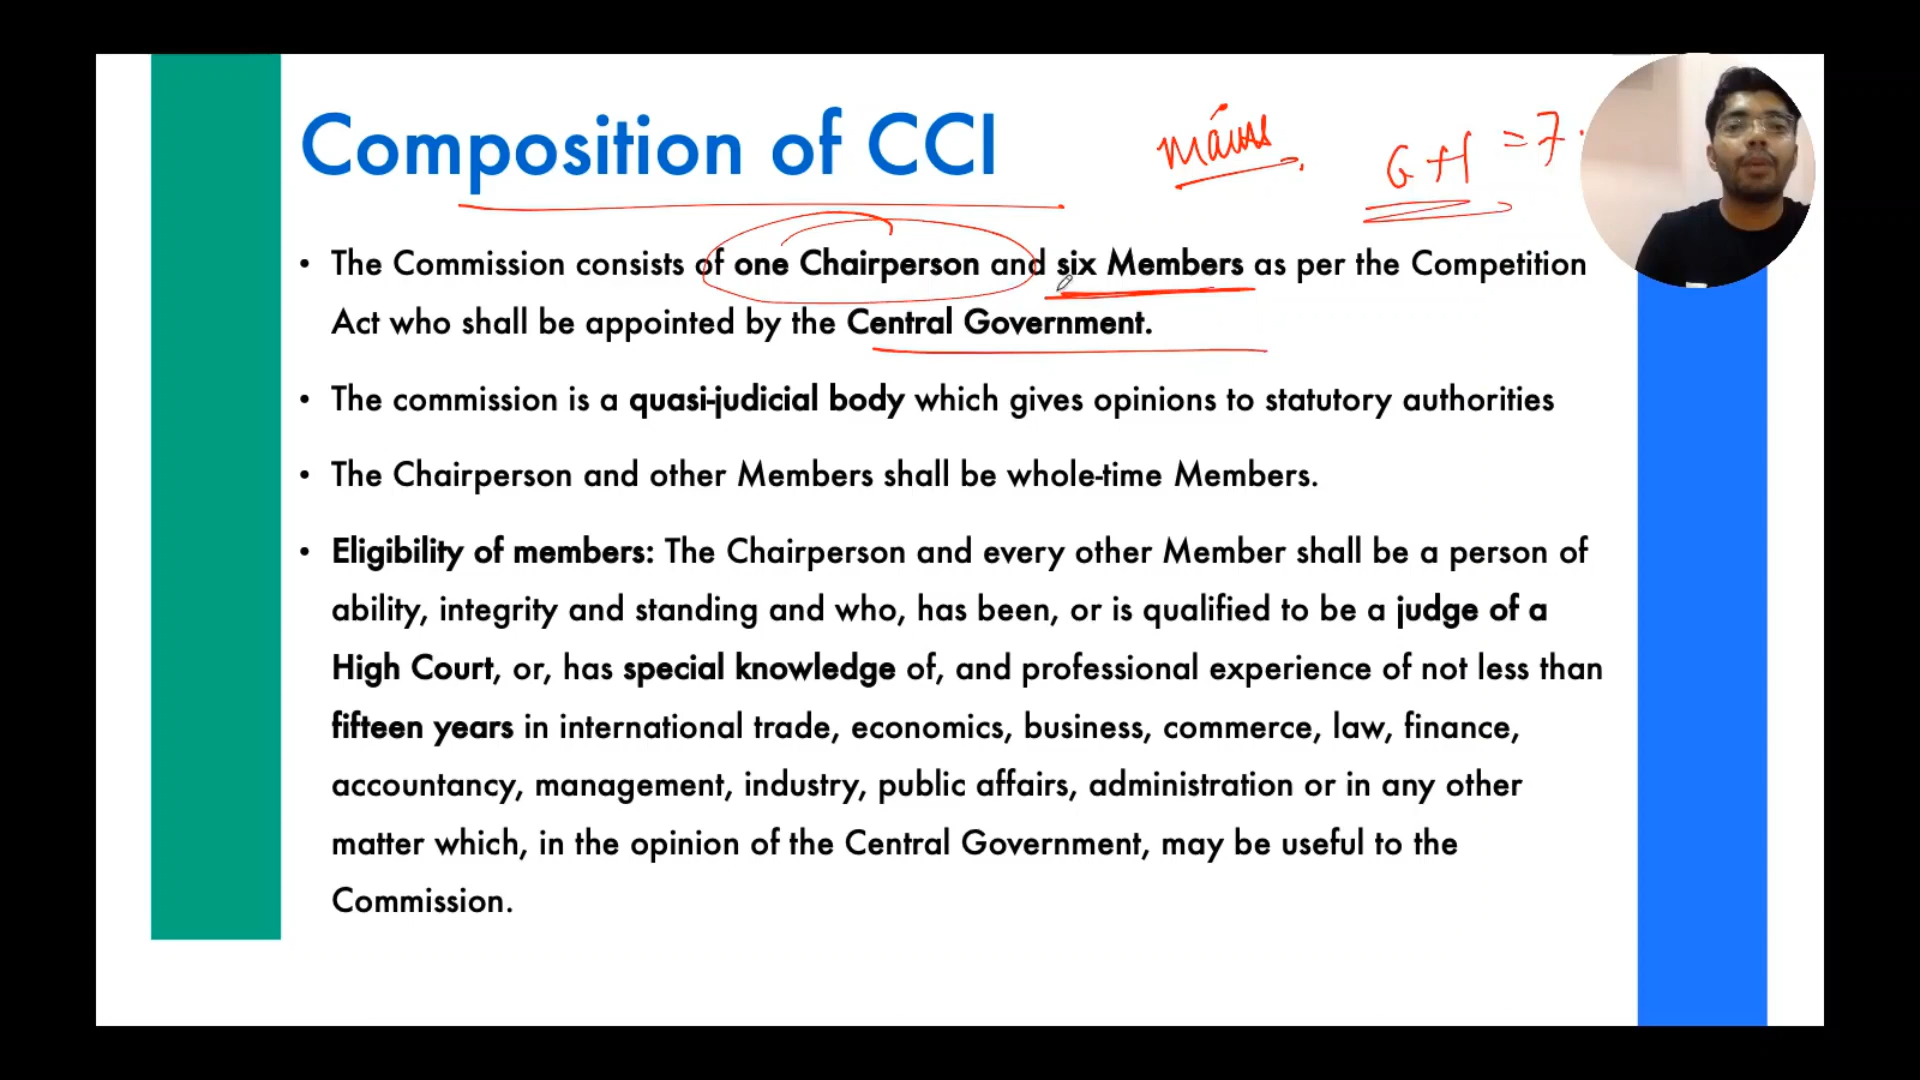 Composition of CCI
mains
6+1 = 7.
• The Commission consists of one Chairperson and six Members as per the Competition
Act who shall be appointed by the Central Government.
• The commission is a quasi-judicial body which gives opinions to statutory authorities
• The Chairperson and other Members shall be whole-time Members.
• Eligibility of members: The Chairperson and every other Member shall be a person of
ability, integrity and standing and who, has been, or is qualified to be a judge of a
High Court, or, has special knowledge of, and professional experience of not less than
fifteen years in international trade, economics, business, commerce, law, finance,
accountancy, management, industry, public affairs, administration or in any other
matter which, in the opinion of the Central Government, may be useful to the
Commission.